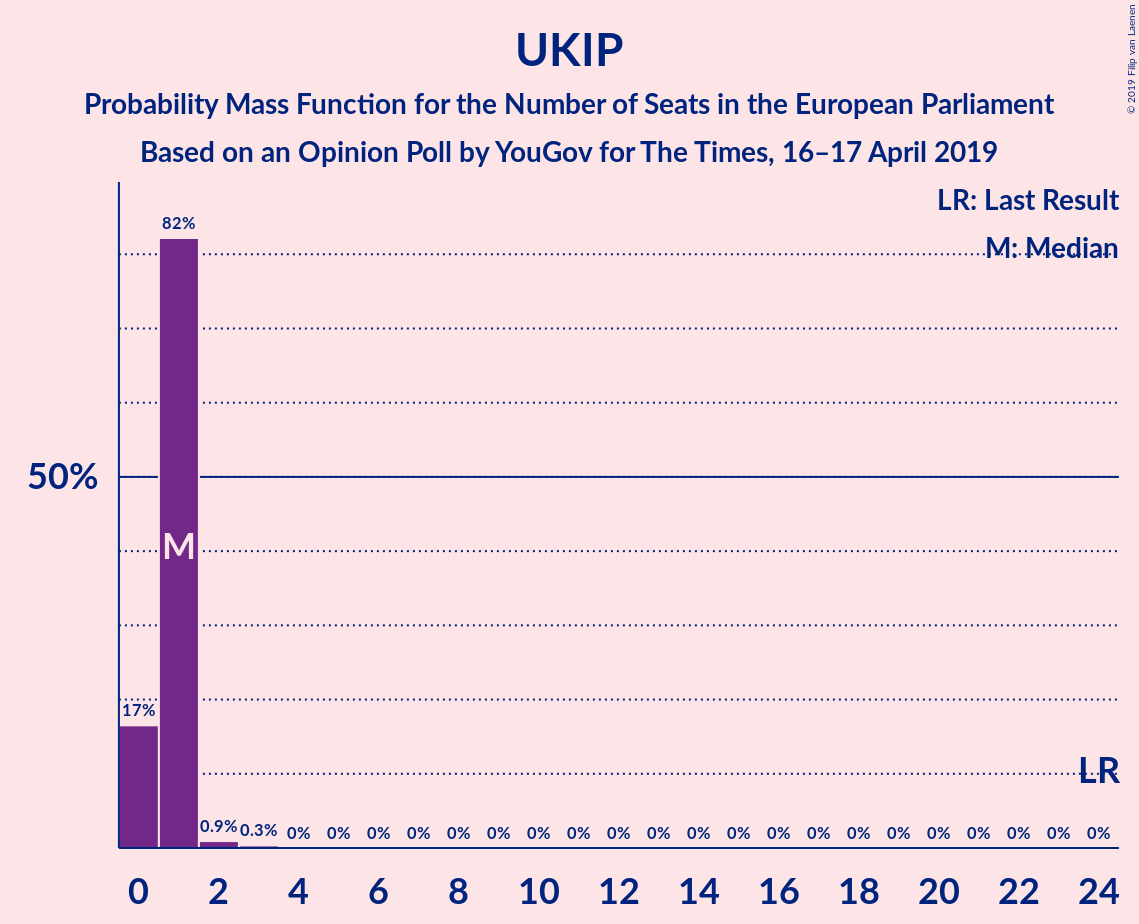 UKIP
Probability Mass Function for the Number of Seats in the European Parliament
Based on an Opinion Poll by YouGov for The Times, 16–17 April 2019
© 2019 Filip van Laenen
LR: Last Result
M: Median
82%
50%
M
17%
LR
0.9% 0.3% 0% 0% 0% 0% 0% 0% 0% 0% 0% 0% 0% 0% 0% 0% 0% 0% 0% 0% 0% 0% 0%
0 2 4 6 8 10 12 14 16 18 20 22 24